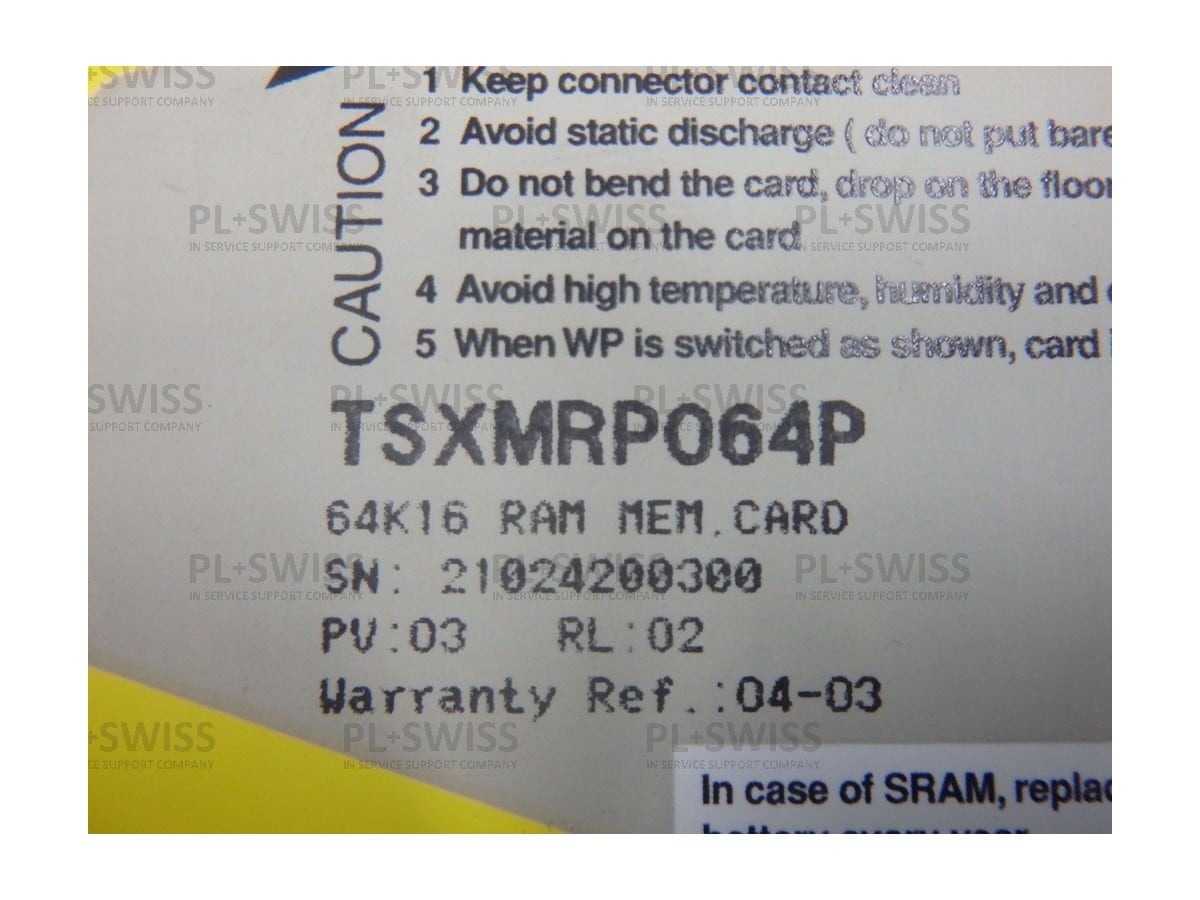 CAUTION
1 Keep connector contact clean
2 Avoid static discharge ( do not put bare
3 Do not bend the card, drop on the floor
material on the card
4 Avoid high temperature, humidity and
5 When WP is switched as shown, card
TSXMRP064P
64K16 RAM MEM.CARD
SN: 21024200300
PV:03 RL:02
Warranty Ref.:04-03
In case of SRAM, replac
battery every year
PL+SWISS
IN SERVICE SUPPORT COMPANY